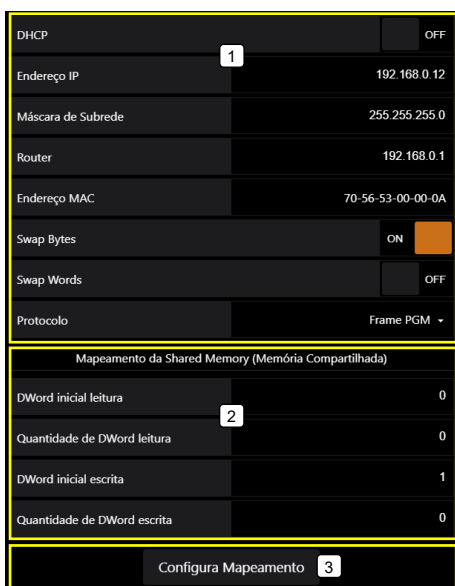 DHCP OFF
1
Endereço IP 192.168.0.12
Máscara de Subrede 255.255.255.0
Router 192.168.0.1
Endereço MAC 70-56-53-00-00-0A
Swap Bytes ON
Swap Words OFF
Protocolo Frame PGM
Mapeamento da Shared Memory (Memória Compartilhada)
DWord inicial leitura 0
2
Quantidade de DWord leitura 0
DWord inicial escrita 1
Quantidade de DWord escrita 0
Configura Mapeamento 3